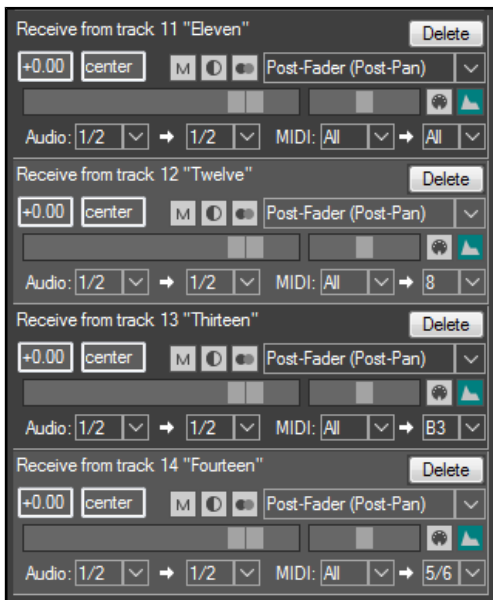 Receive from track 11 "Eleven" Delete
+0.00 center M Post-Fader (Post-Pan)
Audio: 1/2 → 1/2 MIDI: All → All
Receive from track 12 "Twelve" Delete
+0.00 center M Post-Fader (Post-Pan)
Audio: 1/2 → 1/2 MIDI: All → 8
Receive from track 13 "Thirteen" Delete
+0.00 center M Post-Fader (Post-Pan)
Audio: 1/2 → 1/2 MIDI: All → B3
Receive from track 14 "Fourteen" Delete
+0.00 center M Post-Fader (Post-Pan)
Audio: 1/2 → 1/2 MIDI: All → 5/6